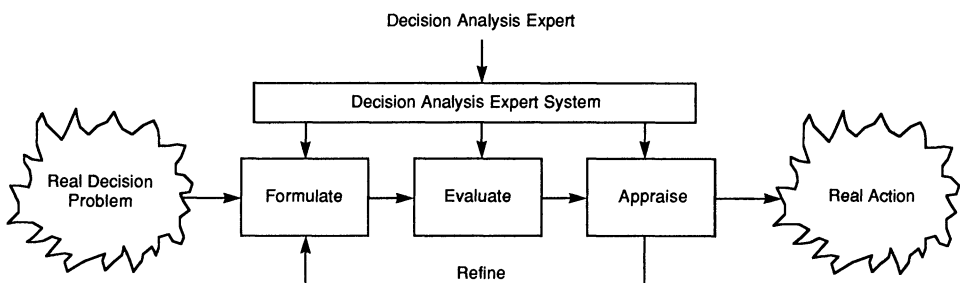 Decision Analysis Expert
Decision Analysis Expert System
Real Decision
Problem
Formulate
Evaluate
Appraise
Real Action
Refine